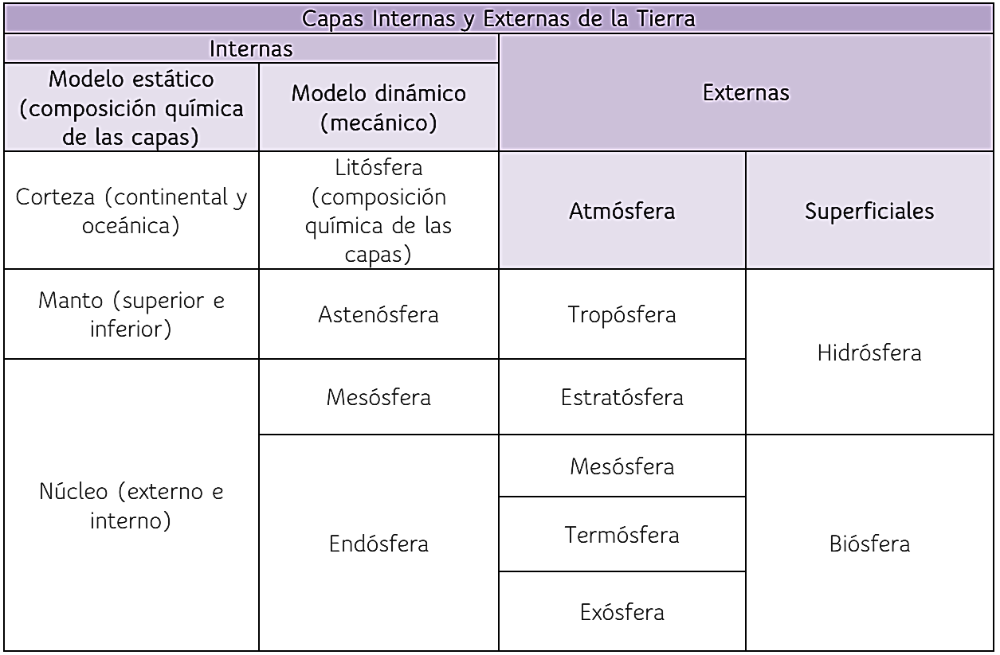 Capas Internas y Externas de la Tierra
Internas
Externas
Modelo estático
(composición química
de las capas)
Modelo dinámico
(mecánico)
Corteza (continental y
oceánica)
Litósfera
(composición
química de las
capas)
Atmósfera
Superficiales
Manto (superior e
inferior)
Astenósfera
Tropósfera
Hidrósfera
Núcleo (externo e
interno)
Mesósfera
Estratósfera
Endósfera
Mesósfera
Biósfera
Termósfera
Exósfera